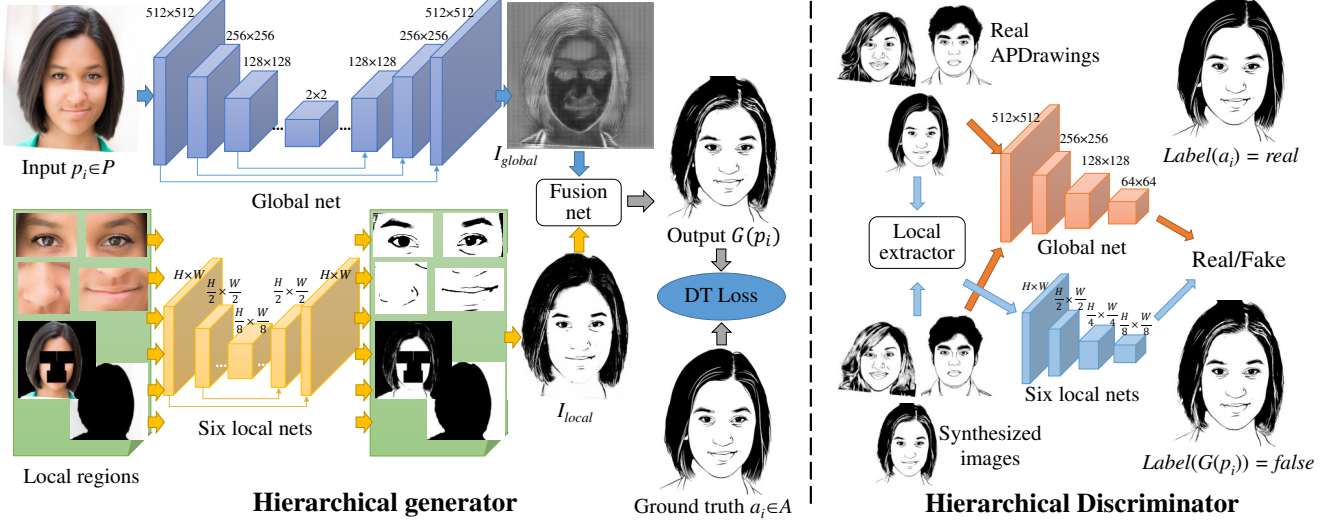 512×512
256×256
128×128
2×2
128×128
256×256
512×512
Input p_i∈P
Global net
I_global
Fusion net
Output G(p_i)
DT Loss
H×W
H/2 × W/2
H/8 × W/8
H/2 × W/2
H×W
Six local nets
Local regions
I_local
Ground truth a_i∈A
Hierarchical generator
Real
APDrawings
512×512
256×256
128×128
64×64
Global net
Label(a_i) = real
Local
extractor
Real/Fake
H×W
H/2 × W/2
H/4 × W/4
H/8 × W/8
Six local nets
Synthesized
images
Label(G(p_i)) = false
Hierarchical Discriminator